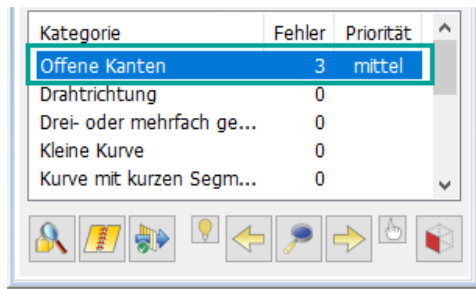 Kategorie Fehler Priorität
Offene Kanten 3 mittel
Drahtrichtung 0
Drei- oder mehrfach ge... 0
Kleine Kurve 0
Kurve mit kurzen Segm... 0